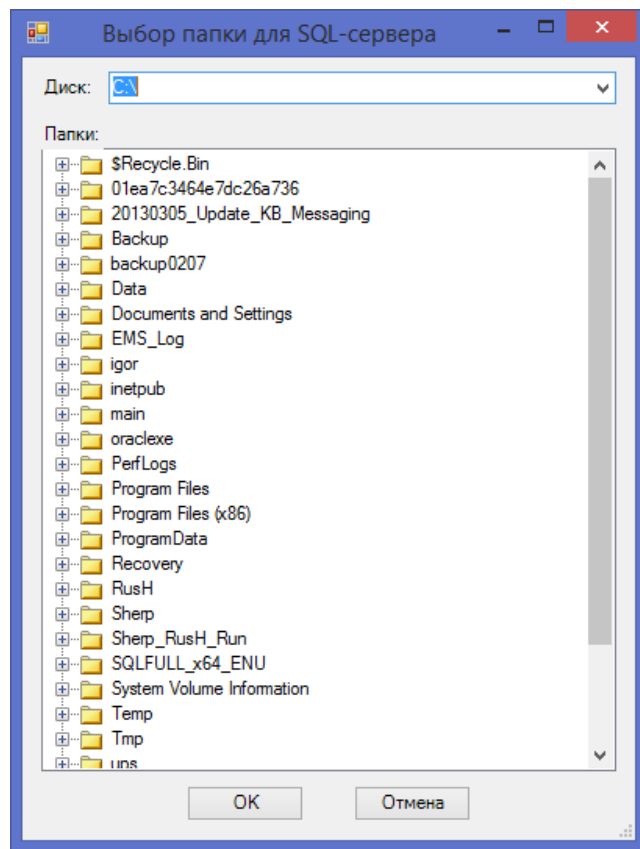 Выбор папки для SQL-сервера
Диск: C:\
Папки:
$Recycle.Bin
01ea7c3464e7dc26a736
20130305_Update_KB_Messaging
Backup
backup0207
Data
Documents and Settings
EMS_Log
igor
inetpub
main
oraclexe
PerfLogs
Program Files
Program Files (x86)
ProgramData
Recovery
RusH
Sherp
Sherp_RusH_Run
SQLFULL_x64_ENU
System Volume Information
Temp
Tmp
ups
OK Отмена